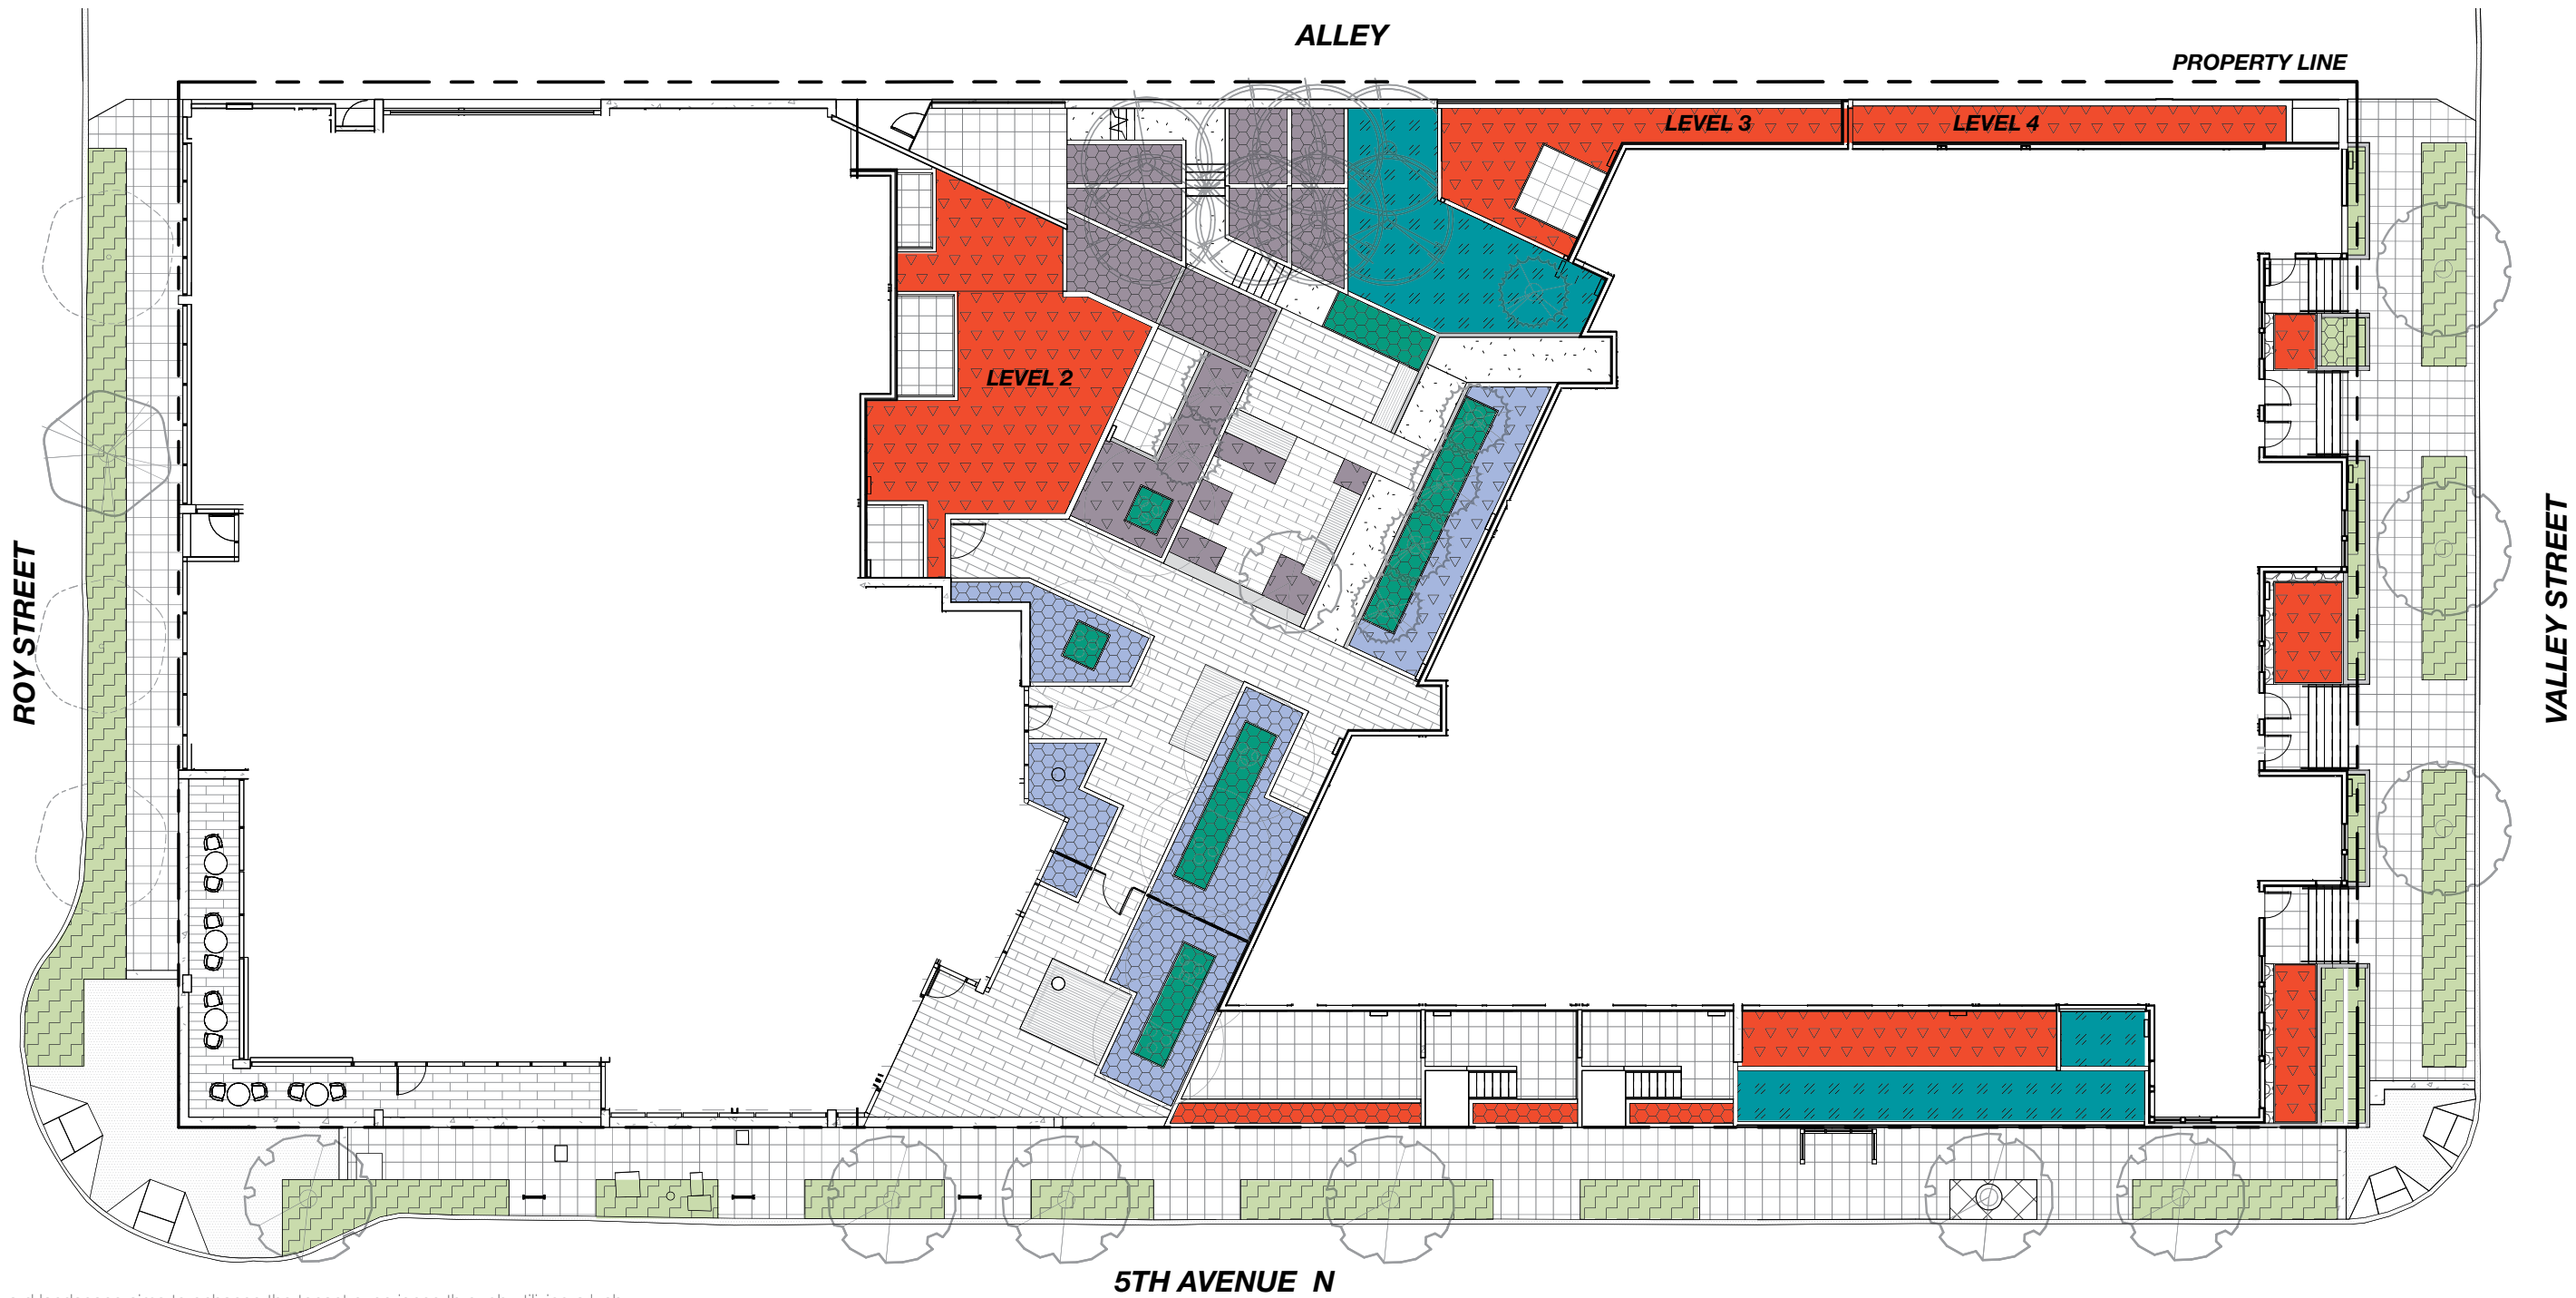 ALLEY
PROPERTY LINE
LEVEL 3
LEVEL 4
LEVEL 2
ROY STREET
VALLEY STREET
5TH AVENUE N